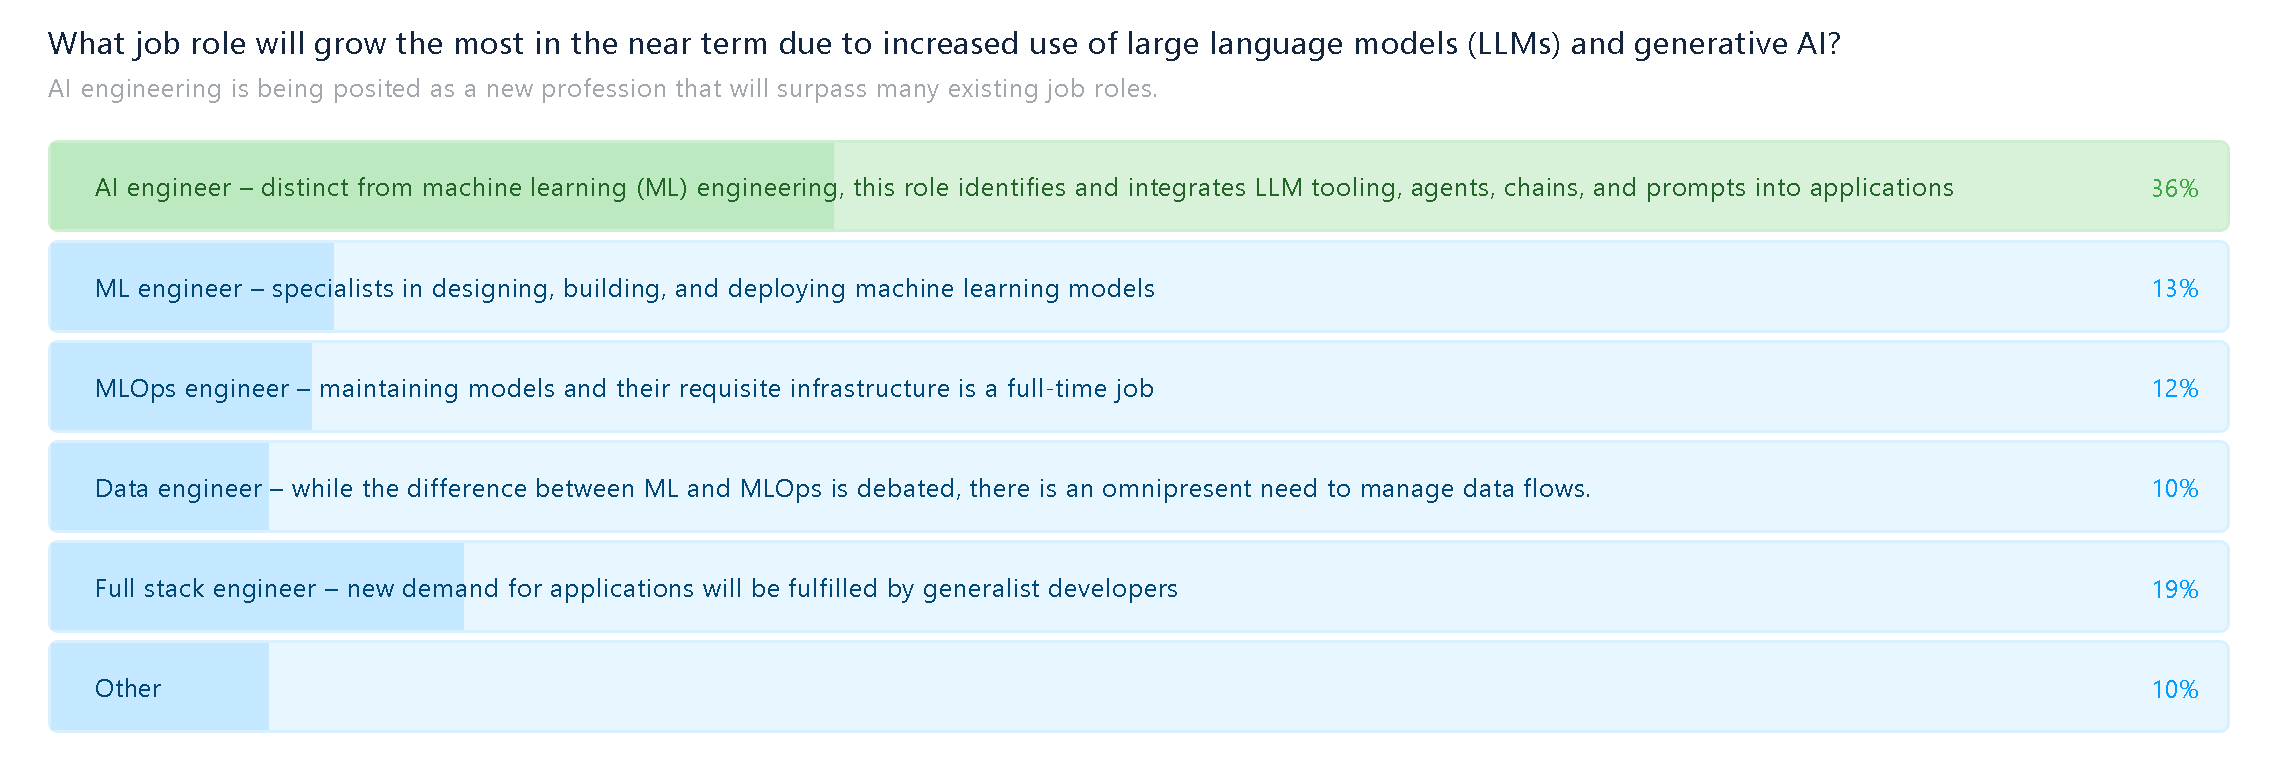 What job role will grow the most in the near term due to increased use of large language models (LLMs) and generative AI?
AI engineering is being posited as a new profession that will surpass many existing job roles.
AI engineer – distinct from machine learning (ML) engineering, this role identifies and integrates LLM tooling, agents, chains, and prompts into applications 36%
ML engineer – specialists in designing, building, and deploying machine learning models 13%
MLOps engineer – maintaining models and their requisite infrastructure is a full-time job 12%
Data engineer – while the difference between ML and MLOps is debated, there is an omnipresent need to manage data flows. 10%
Full stack engineer – new demand for applications will be fulfilled by generalist developers 19%
Other 10%